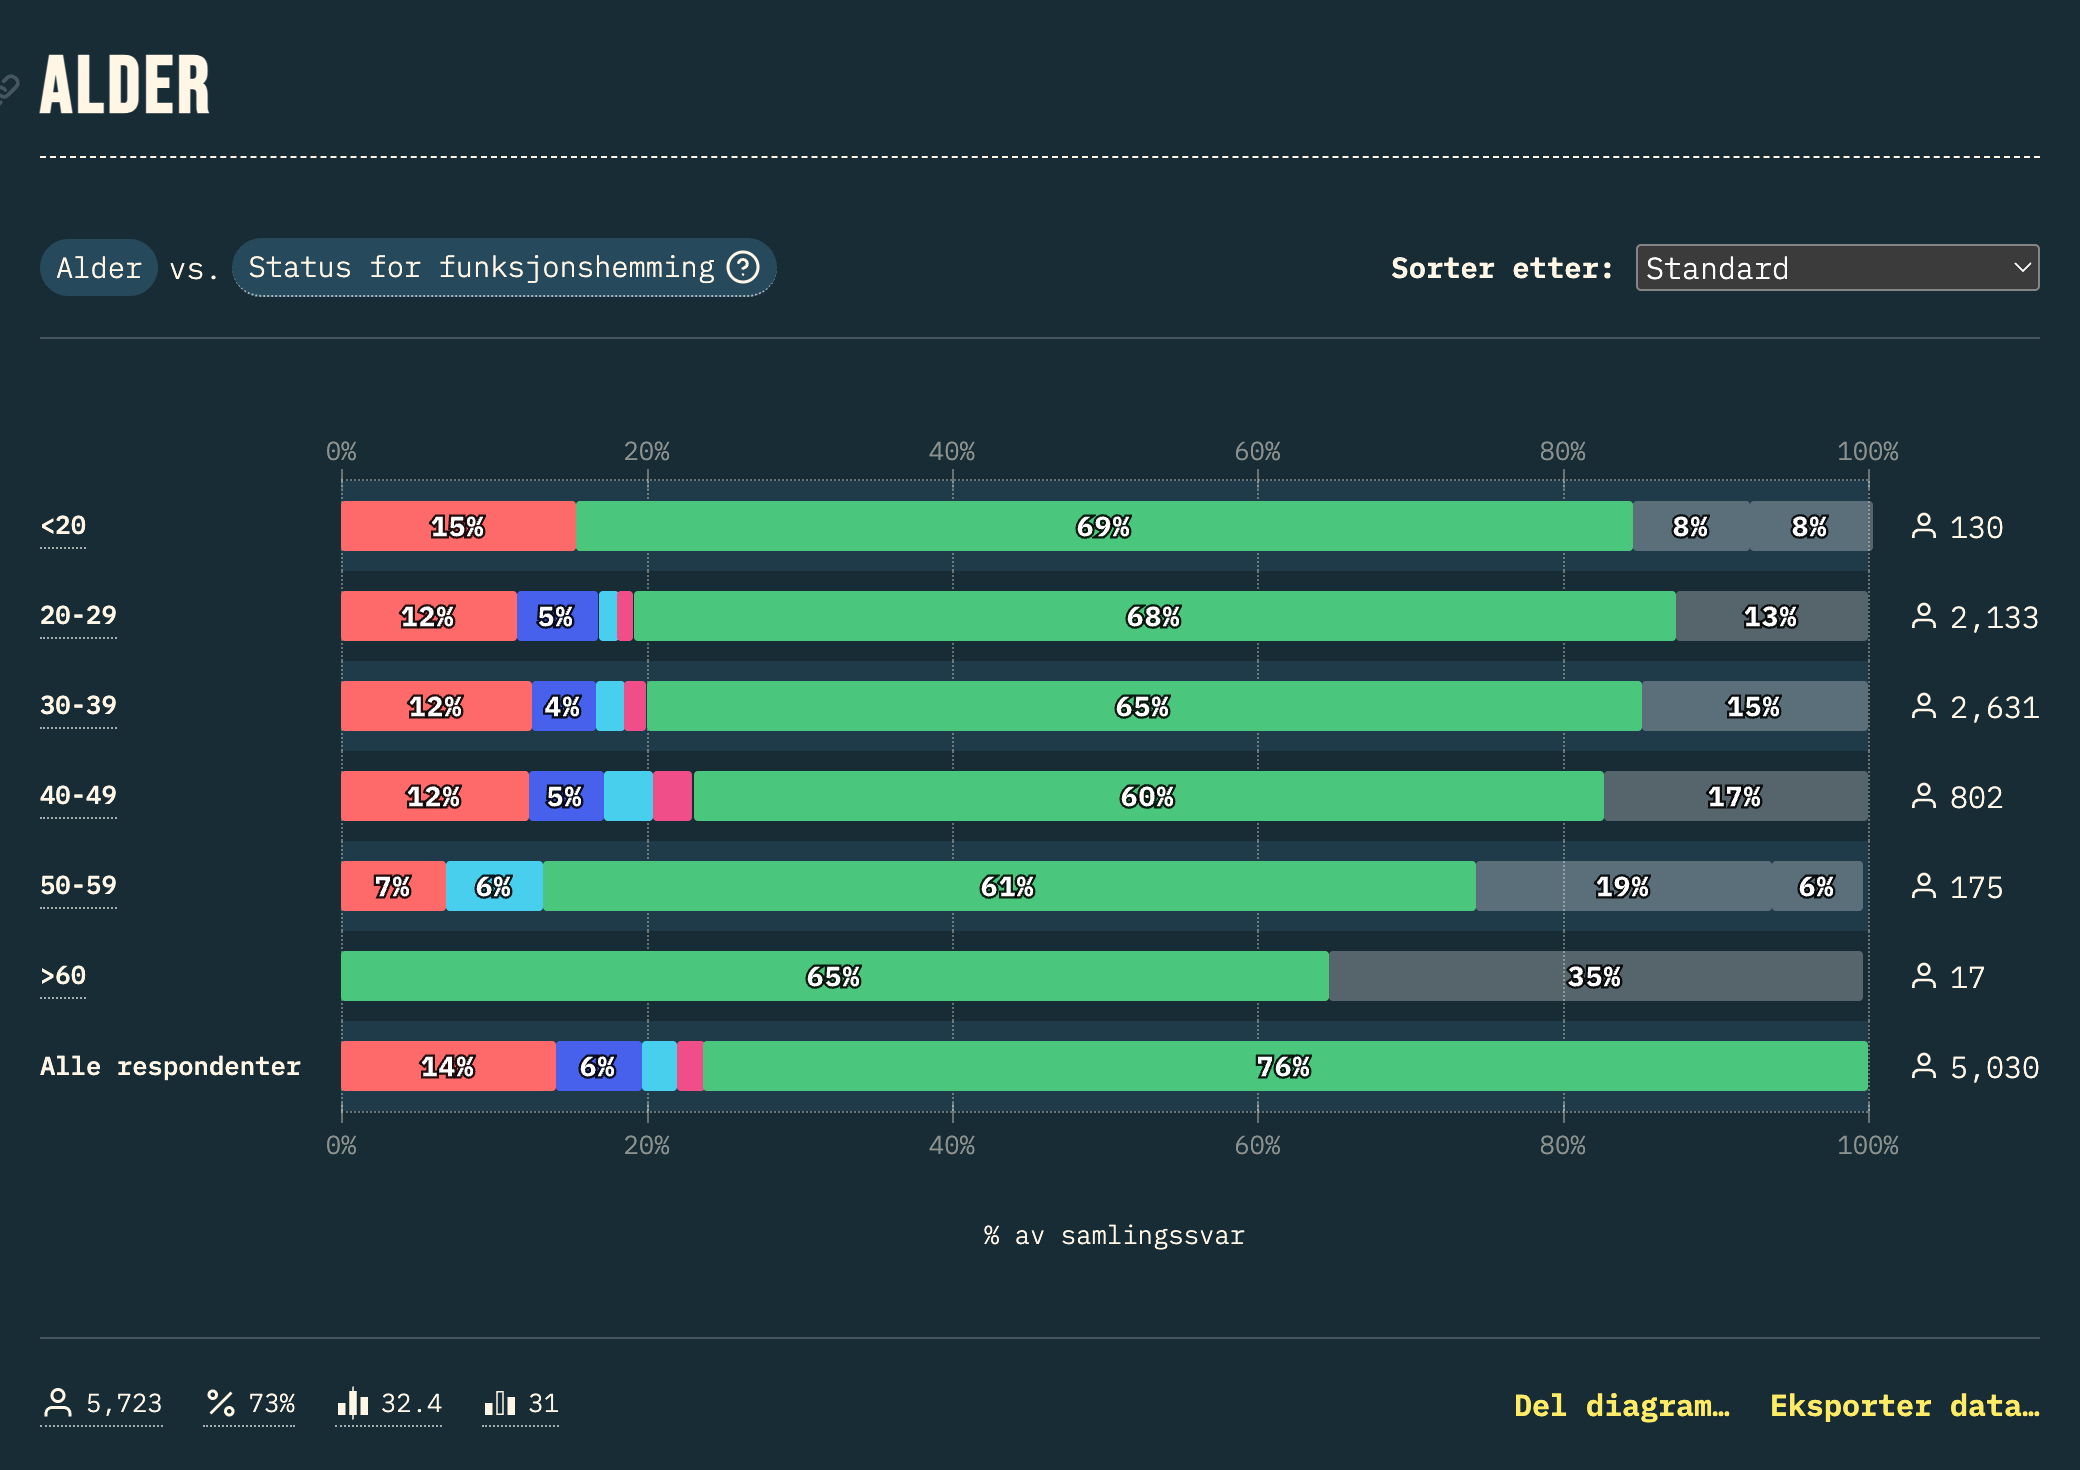 ALDER
Alder vs. Status for funksjonshemming ?
Sorter etter: Standard
0% 20% 40% 60% 80% 100%
<20 15% 69% 8% 8% 130
20-29 12% 5% 68% 13% 2,133
30-39 12% 4% 65% 15% 2,631
40-49 12% 5% 60% 17% 802
50-59 7% 6% 61% 19% 6% 175
>60 65% 35% 17
Alle respondenter 14% 6% 76% 5,030
0% 20% 40% 60% 80% 100%
% av samlingssvar
5,723 73% 32.4 31 Del diagram… Eksporter data…